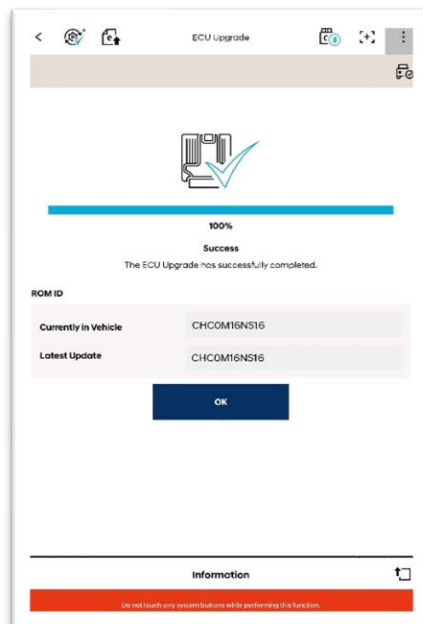 ECU Upgrade
100%
Success
The ECU Upgrade has successfully completed.
ROM ID
Currently in Vehicle CHC0M16NS16
Latest Update CHC0M16NS16
OK
Information
Do not touch any system buttons while performing this function.